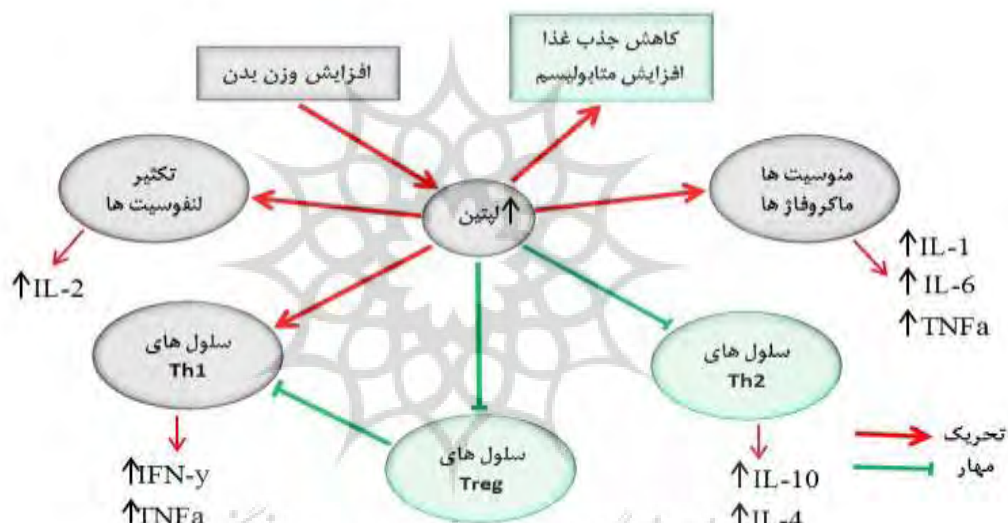 افزایش وزن بدن
کاهش جذب غذا
افزایش متابولیسم
تکثیر
لنفوسیت ها
↑لپتین
منوسیت ها
ماکروفاژ ها
↑IL-2
↑IL-1
↑IL-6
↑TNFa
سلول های
Th1
سلول های
Th2
سلول های
Treg
تحریک
مهار
↑IFN-y
↑TNFa
↑IL-10
↑IL-4